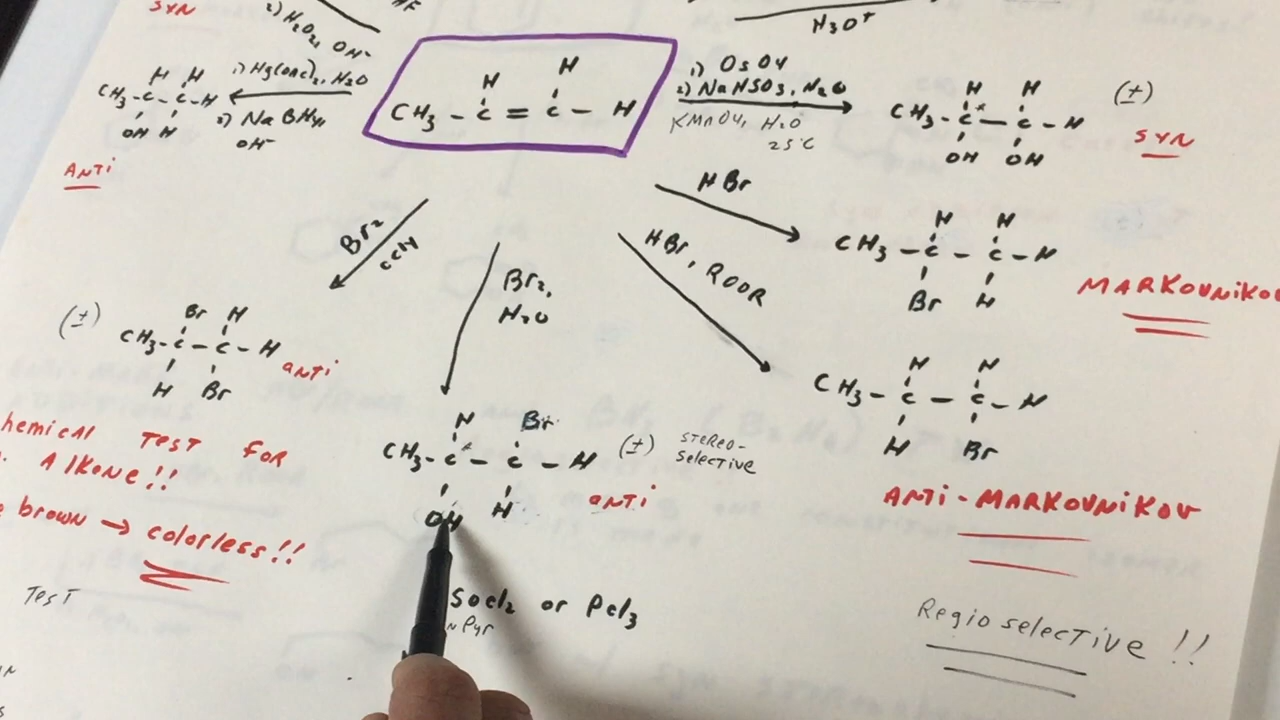 SYN
2) H2O2, OH-
H3O+
H H
CH3-C-C-H
OH H
1) Hg(OAc)2, H2O
2) NaBH4,
OH-
ANTi
H H
CH3 - C = C - H
1) OsO4
2) NaHSO3, H2O
KMnO4, H2O
25°C
H H
CH3-C*-C-H
OH OH
(±)
SYN
HBr
H H
CH3-C-C-H
Br H
MARKOVNiKO
HBr, ROOR
H H
CH3-C-C-H
H Br
ANTi-MARKOVNiKOV
Regioselective !!
Br2
CCl4
(±)
Br H
CH3-C-C-H
H Br
anTi
hemicAl TesT FoR
AlKene!!
brown → colorless!!
TesT
Br2,
H2O
H Br
CH3-C*-C-H
OH H
(±)
STEREO-
Selective
anTi
SOCl2 or PCl3
Pyr